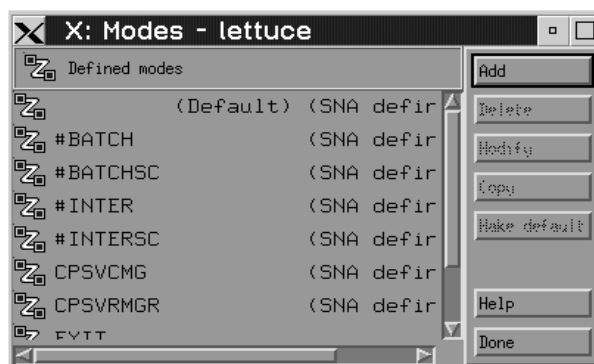 X: Modes - lettuce
Defined modes
(Default) (SNA defir
#BATCH (SNA defir
#BATCHSC (SNA defir
#INTER (SNA defir
#INTERSC (SNA defir
CPSVCMG (SNA defir
CPSVRMGR (SNA defir
Add
Delete
Modify
Copy
Make default
Help
Done